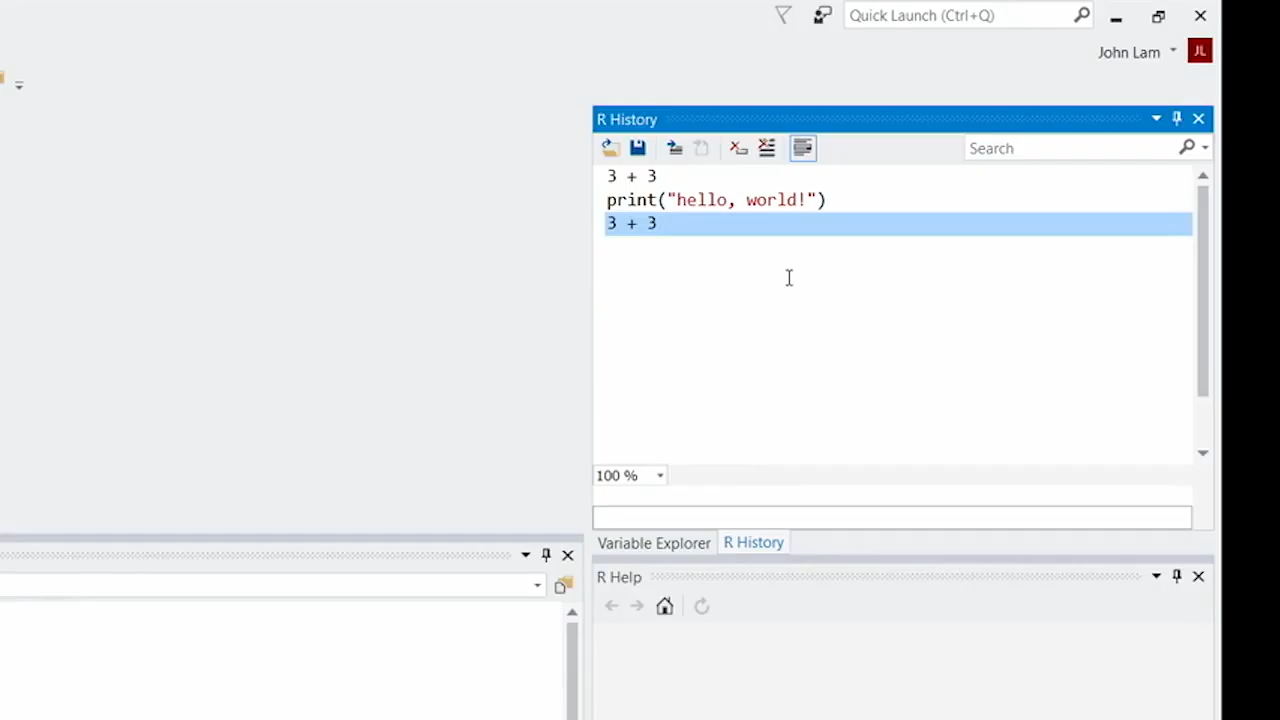 Quick Launch (Ctrl+Q)
John Lam
JL
R History
Search
3 + 3
print("hello, world!")
3 + 3
100 %
Variable Explorer
R History
R Help